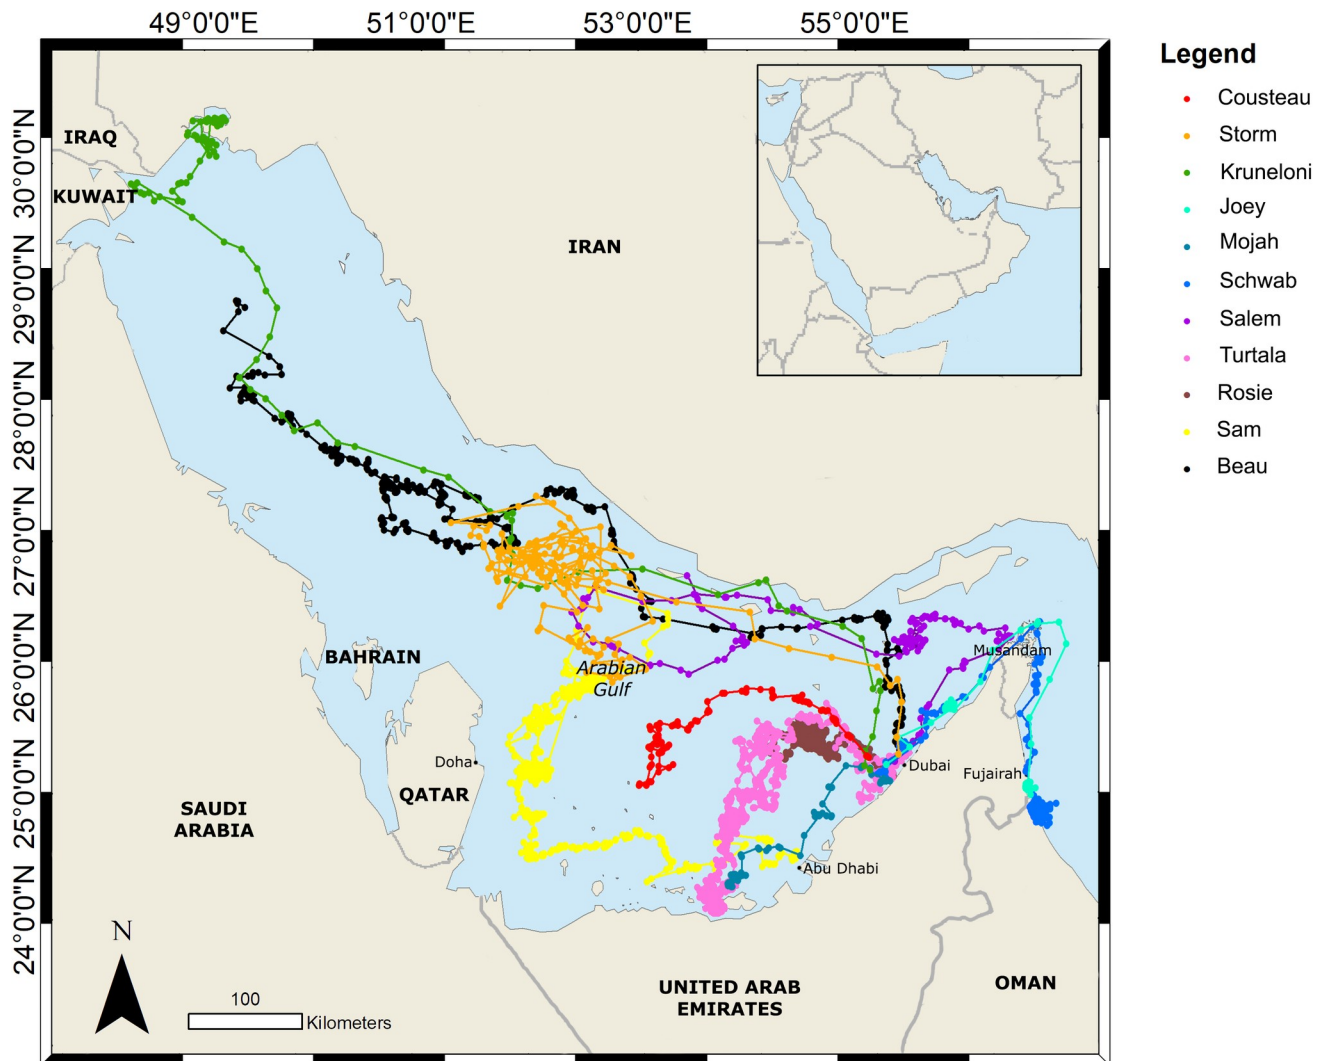 49°0'0"E
51°0'0"E
53°0'0"E
55°0'0"E
30°0'0"N
29°0'0"N
28°0'0"N
27°0'0"N
26°0'0"N
25°0'0"N
24°0'0"N
IRAQ
KUWAIT
IRAN
BAHRAIN
Arabian
Gulf
Musandam
Doha
QATAR
Dubai
Fujairah
SAUDI
ARABIA
Abu Dhabi
UNITED ARAB
EMIRATES
OMAN
N
100
Kilometers
Legend
Cousteau
Storm
Kruneloni
Joey
Mojah
Schwab
Salem
Turtala
Rosie
Sam
Beau